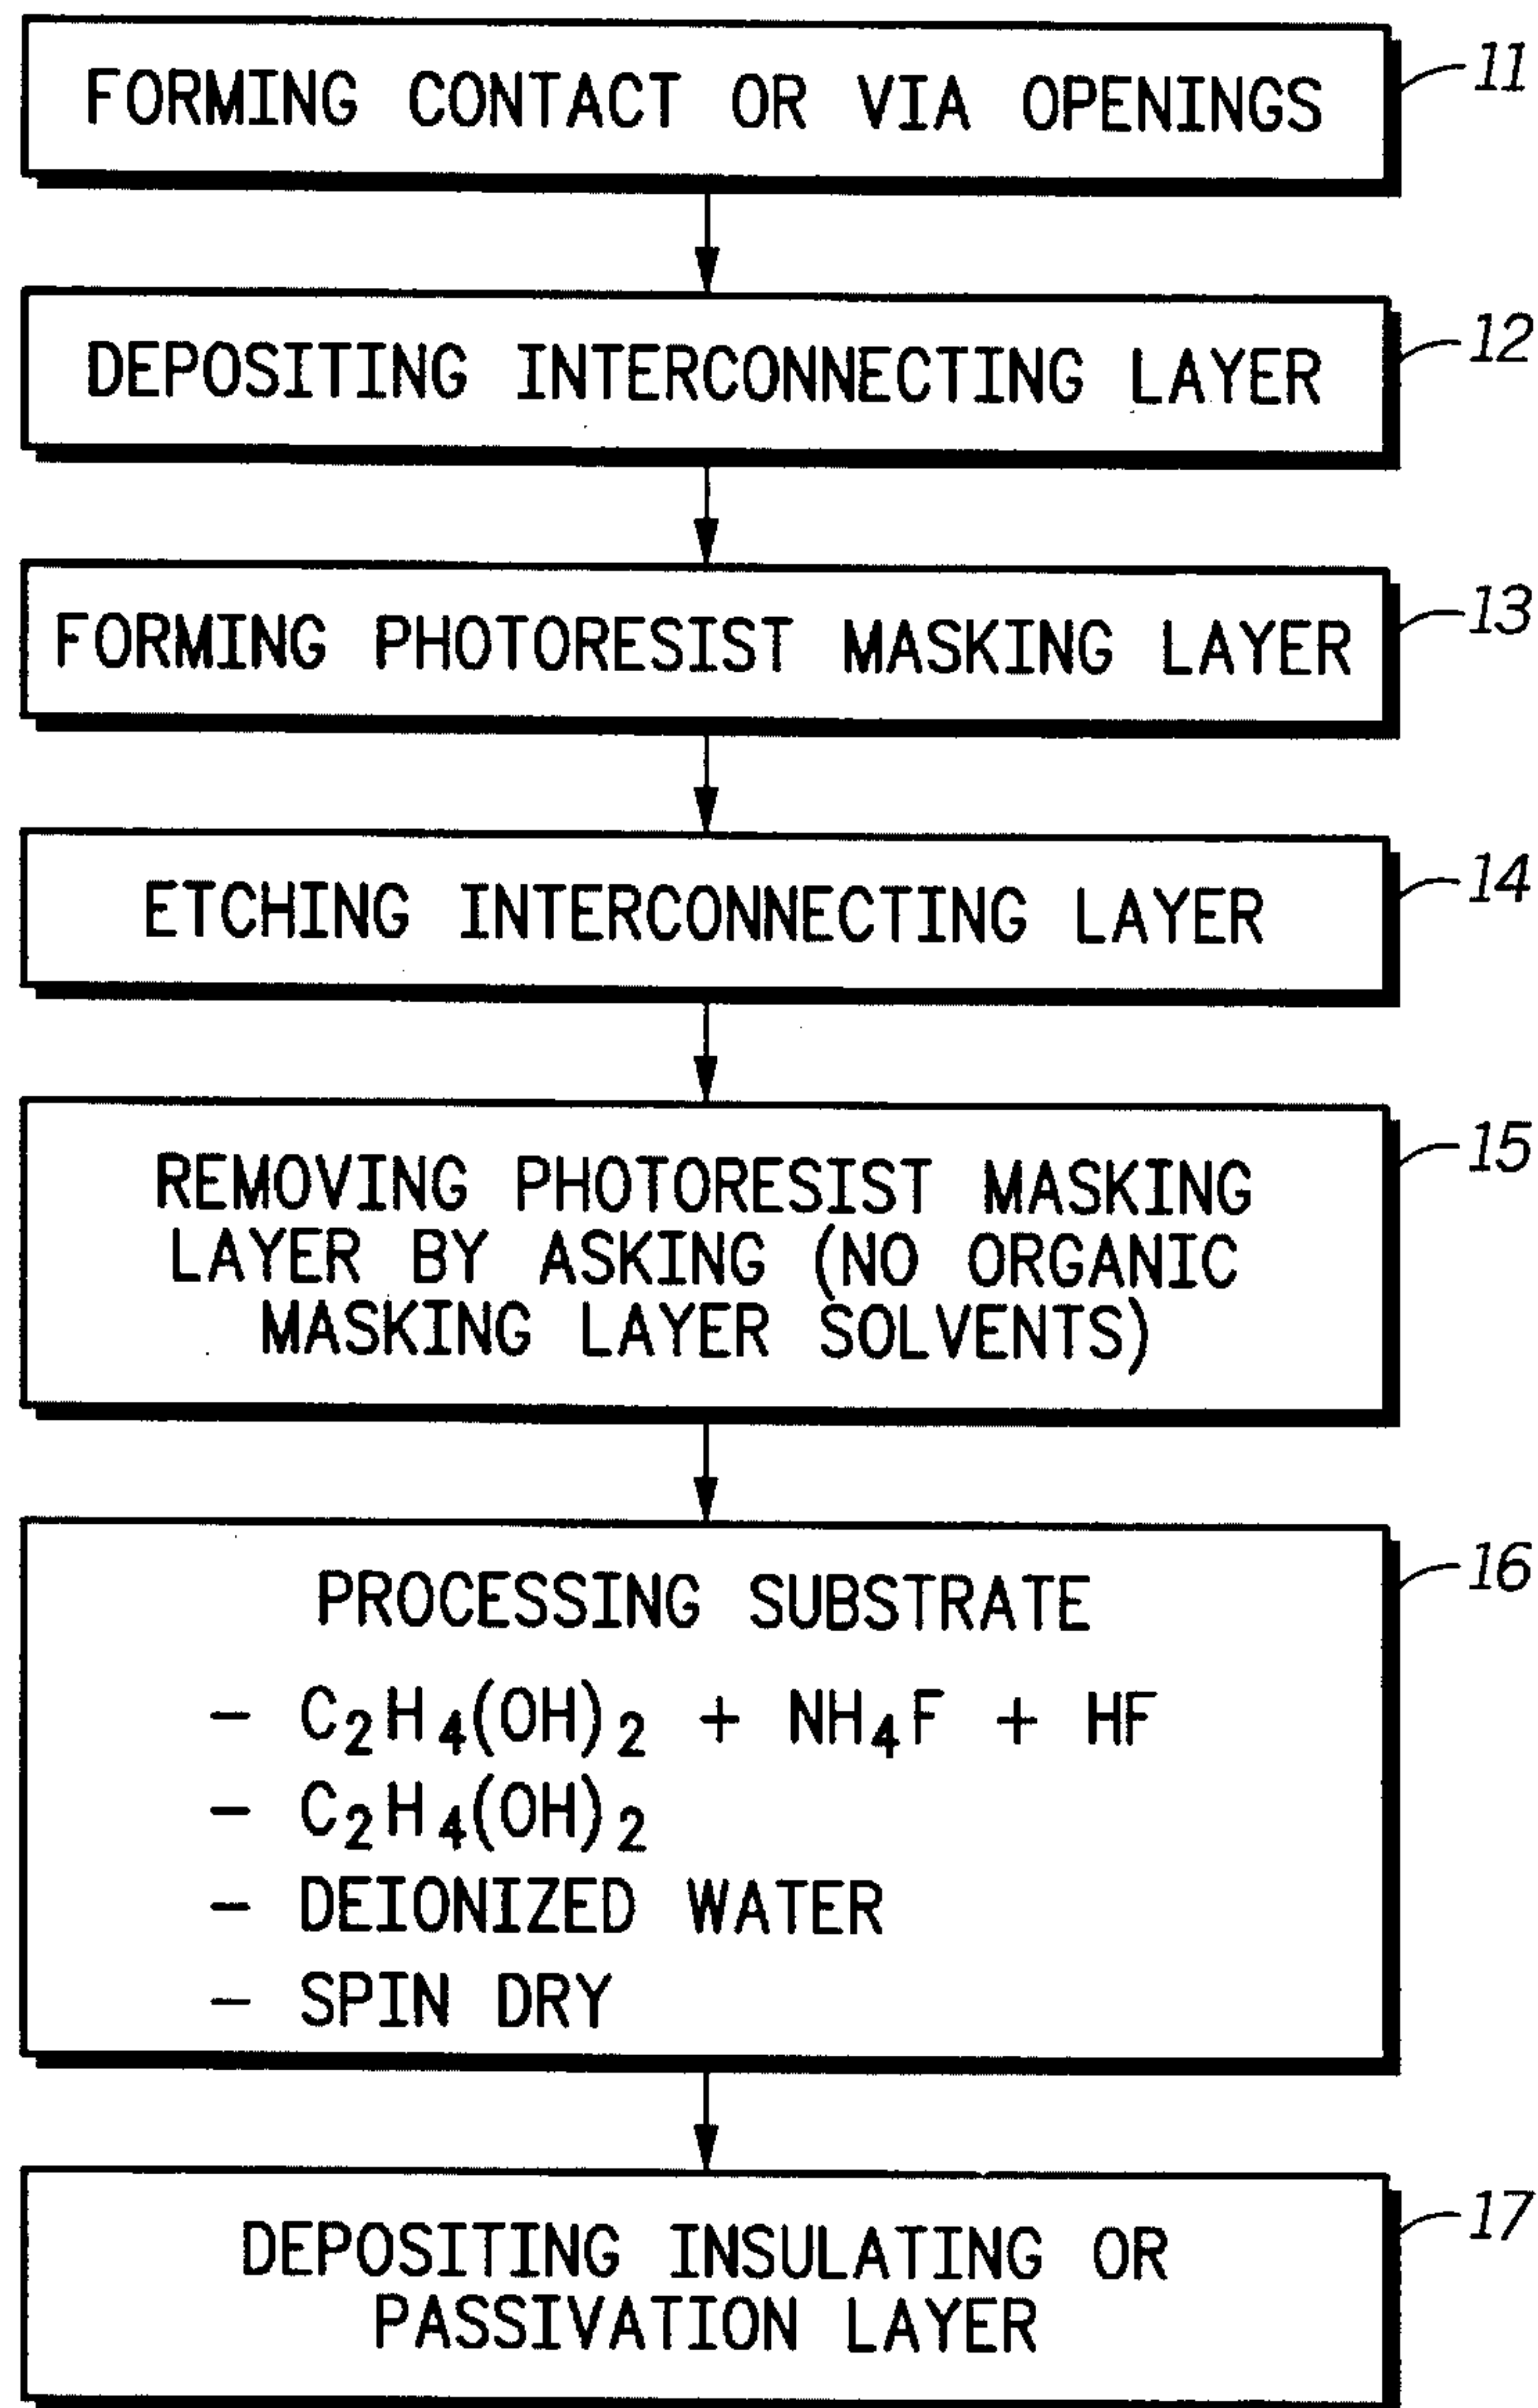 FORMING CONTACT OR VIA OPENINGS
11
DEPOSITING INTERCONNECTING LAYER
12
FORMING PHOTORESIST MASKING LAYER
13
ETCHING INTERCONNECTING LAYER
14
REMOVING PHOTORESIST MASKING
LAYER BY ASKING (NO ORGANIC
MASKING LAYER SOLVENTS)
15
PROCESSING SUBSTRATE
16
- C₂H₄(OH)₂ + NH₄F + HF
- C₂H₄(OH)₂
- DEIONIZED WATER
- SPIN DRY
DEPOSITING INSULATING OR
PASSIVATION LAYER
17